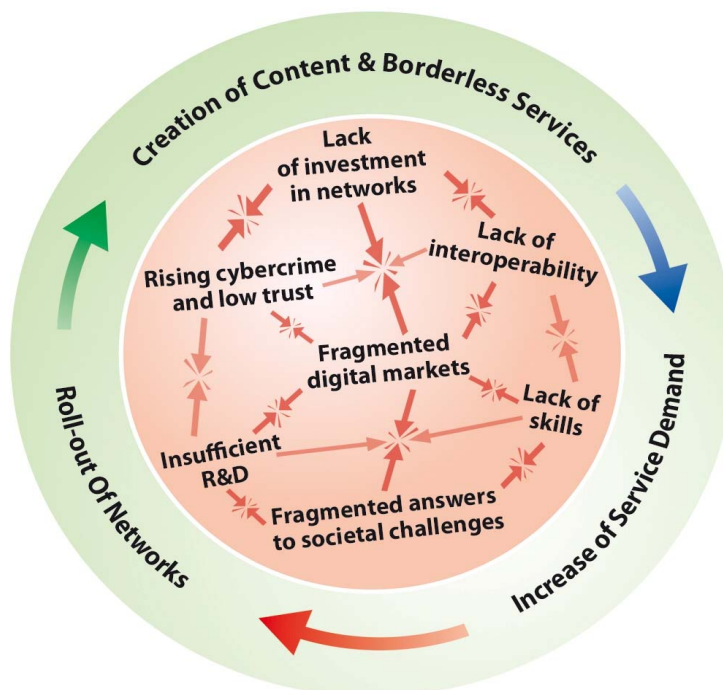 Creation of Content & Borderless Services
Lack
of investment
in networks
Lack of
interoperability
Rising cybercrime
and low trust
Fragmented
digital markets
Lack of
skills
Insufficient
R&D
Fragmented answers
to societal challenges
Increase of Service Demand
Roll-out Of Networks